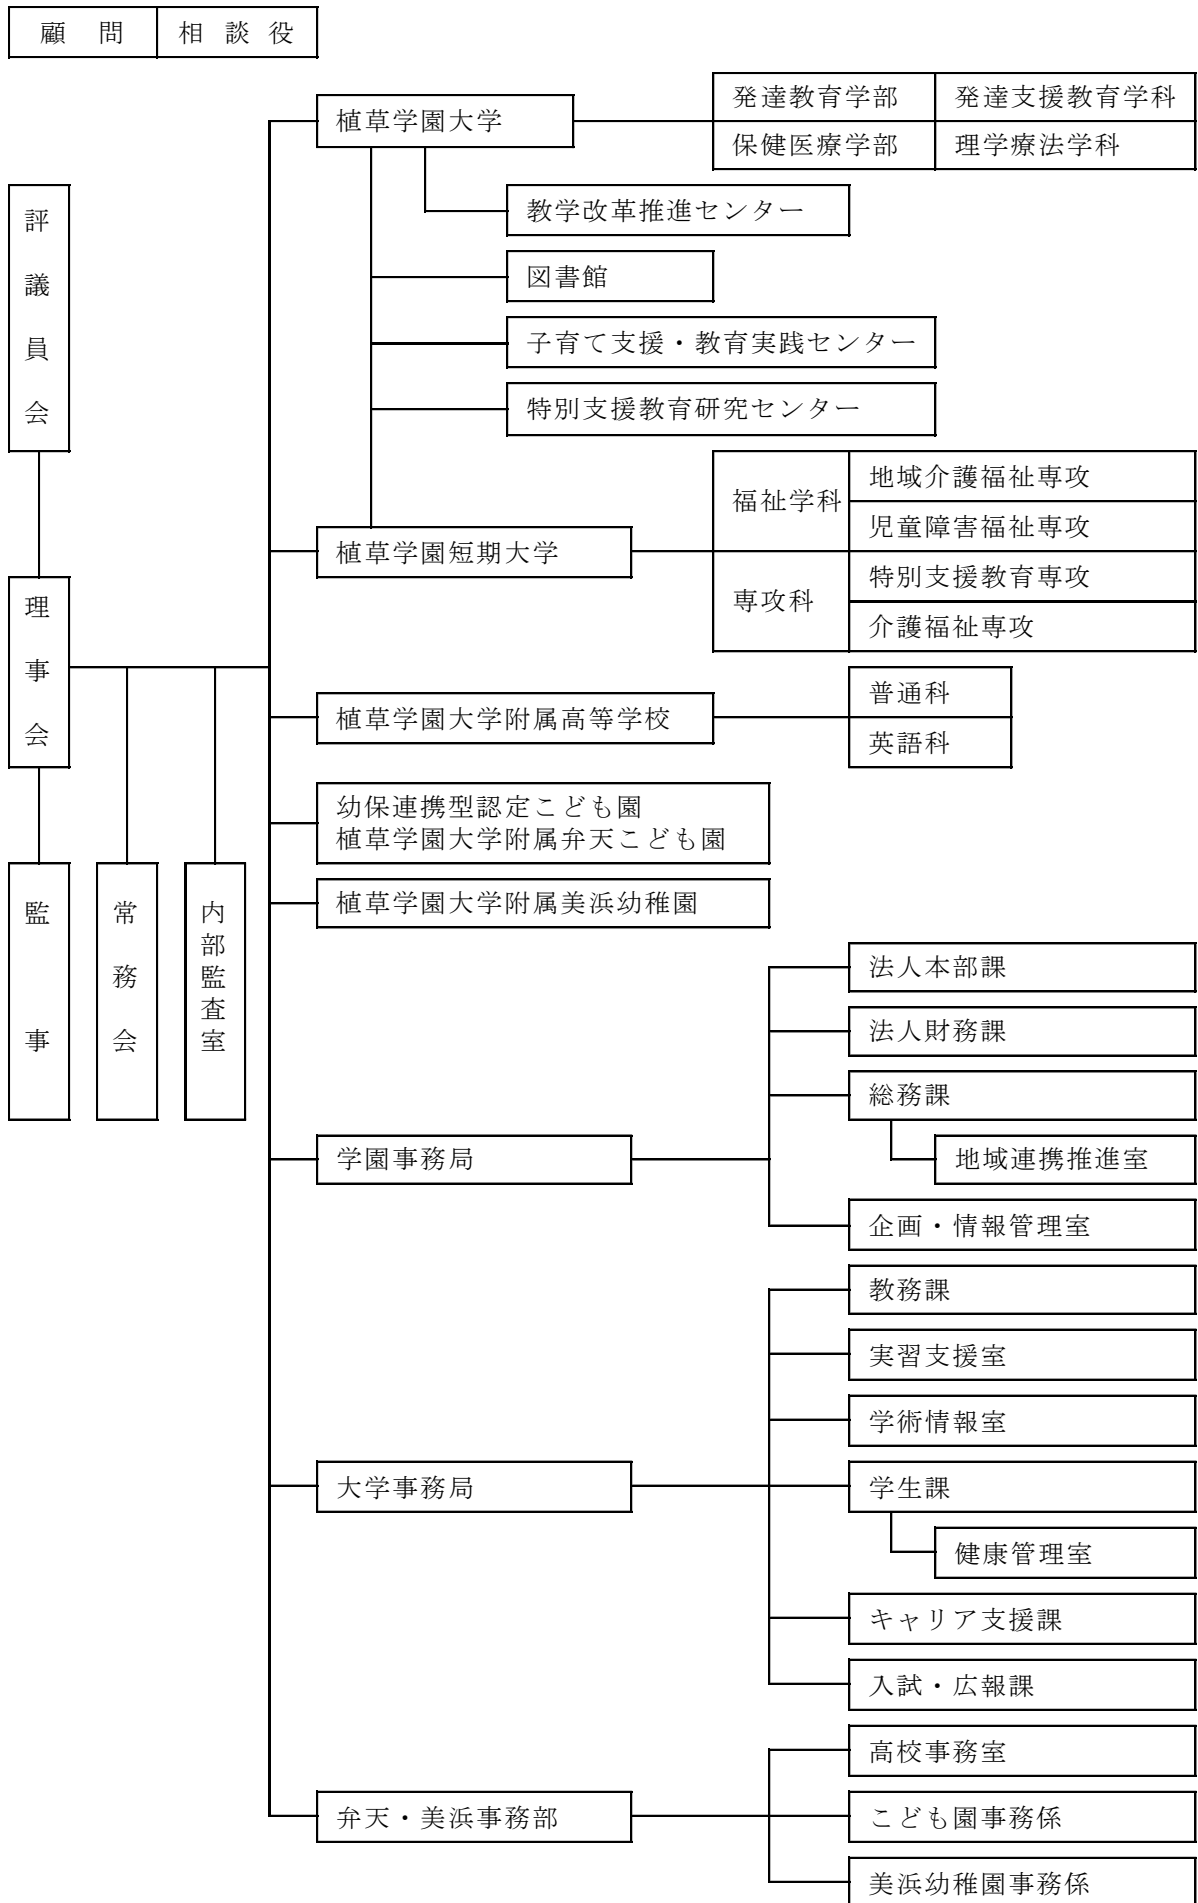 顧問 相談役
植草学園大学
発達教育学部 発達支援教育学科
保健医療学部 理学療法学科
教学改革推進センター
図書館
子育て支援・教育実践センター
特別支援教育研究センター
評議員会
植草学園短期大学
福祉学科
地域介護福祉専攻
児童障害福祉専攻
専攻科
特別支援教育専攻
介護福祉専攻
理事会
植草学園大学附属高等学校
普通科
英語科
幼保連携型認定こども園
植草学園大学附属弁天こども園
植草学園大学附属美浜幼稚園
監事
常務会
内部監査室
学園事務局
法人本部課
法人財務課
総務課
地域連携推進室
企画・情報管理室
大学事務局
教務課
実習支援室
学術情報室
学生課
健康管理室
キャリア支援課
入試・広報課
弁天・美浜事務部
高校事務室
こども園事務係
美浜幼稚園事務係